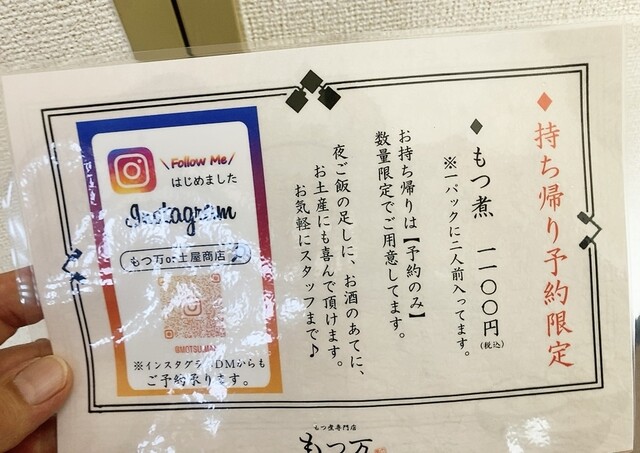 ◆持ち帰り予約限定
◆もつ煮 一一〇〇円(税込)
※一パックに二人前入ってます。
お持ち帰りは【予約のみ】
数量限定でご用意してます。
夜ご飯の足しに、お酒のあてに、
お土産にも喜んで頂けます。
お気軽にスタッフまで♪
\Follow Me/
はじめました
Instagram
もつ万or土屋商店
※インスタグラムDMからも
ご予約承ります。
もつ煮専門店
もつ万